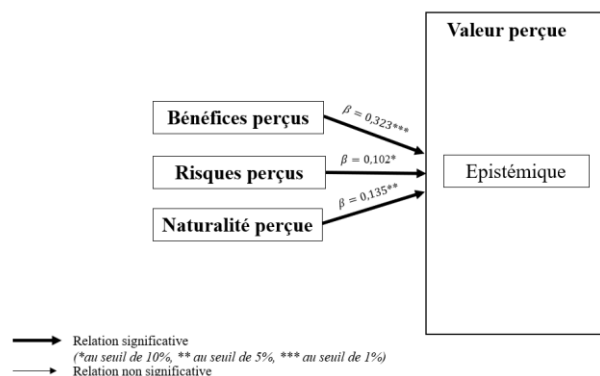 Valeur perçue
Bénéfices perçus
β = 0,323***
Risques perçus
β = 0,102*
Epistémique
β = 0,135**
Naturalité perçue
Relation significative
(*au seuil de 10%, ** au seuil de 5%, *** au seuil de 1%)
Relation non significative